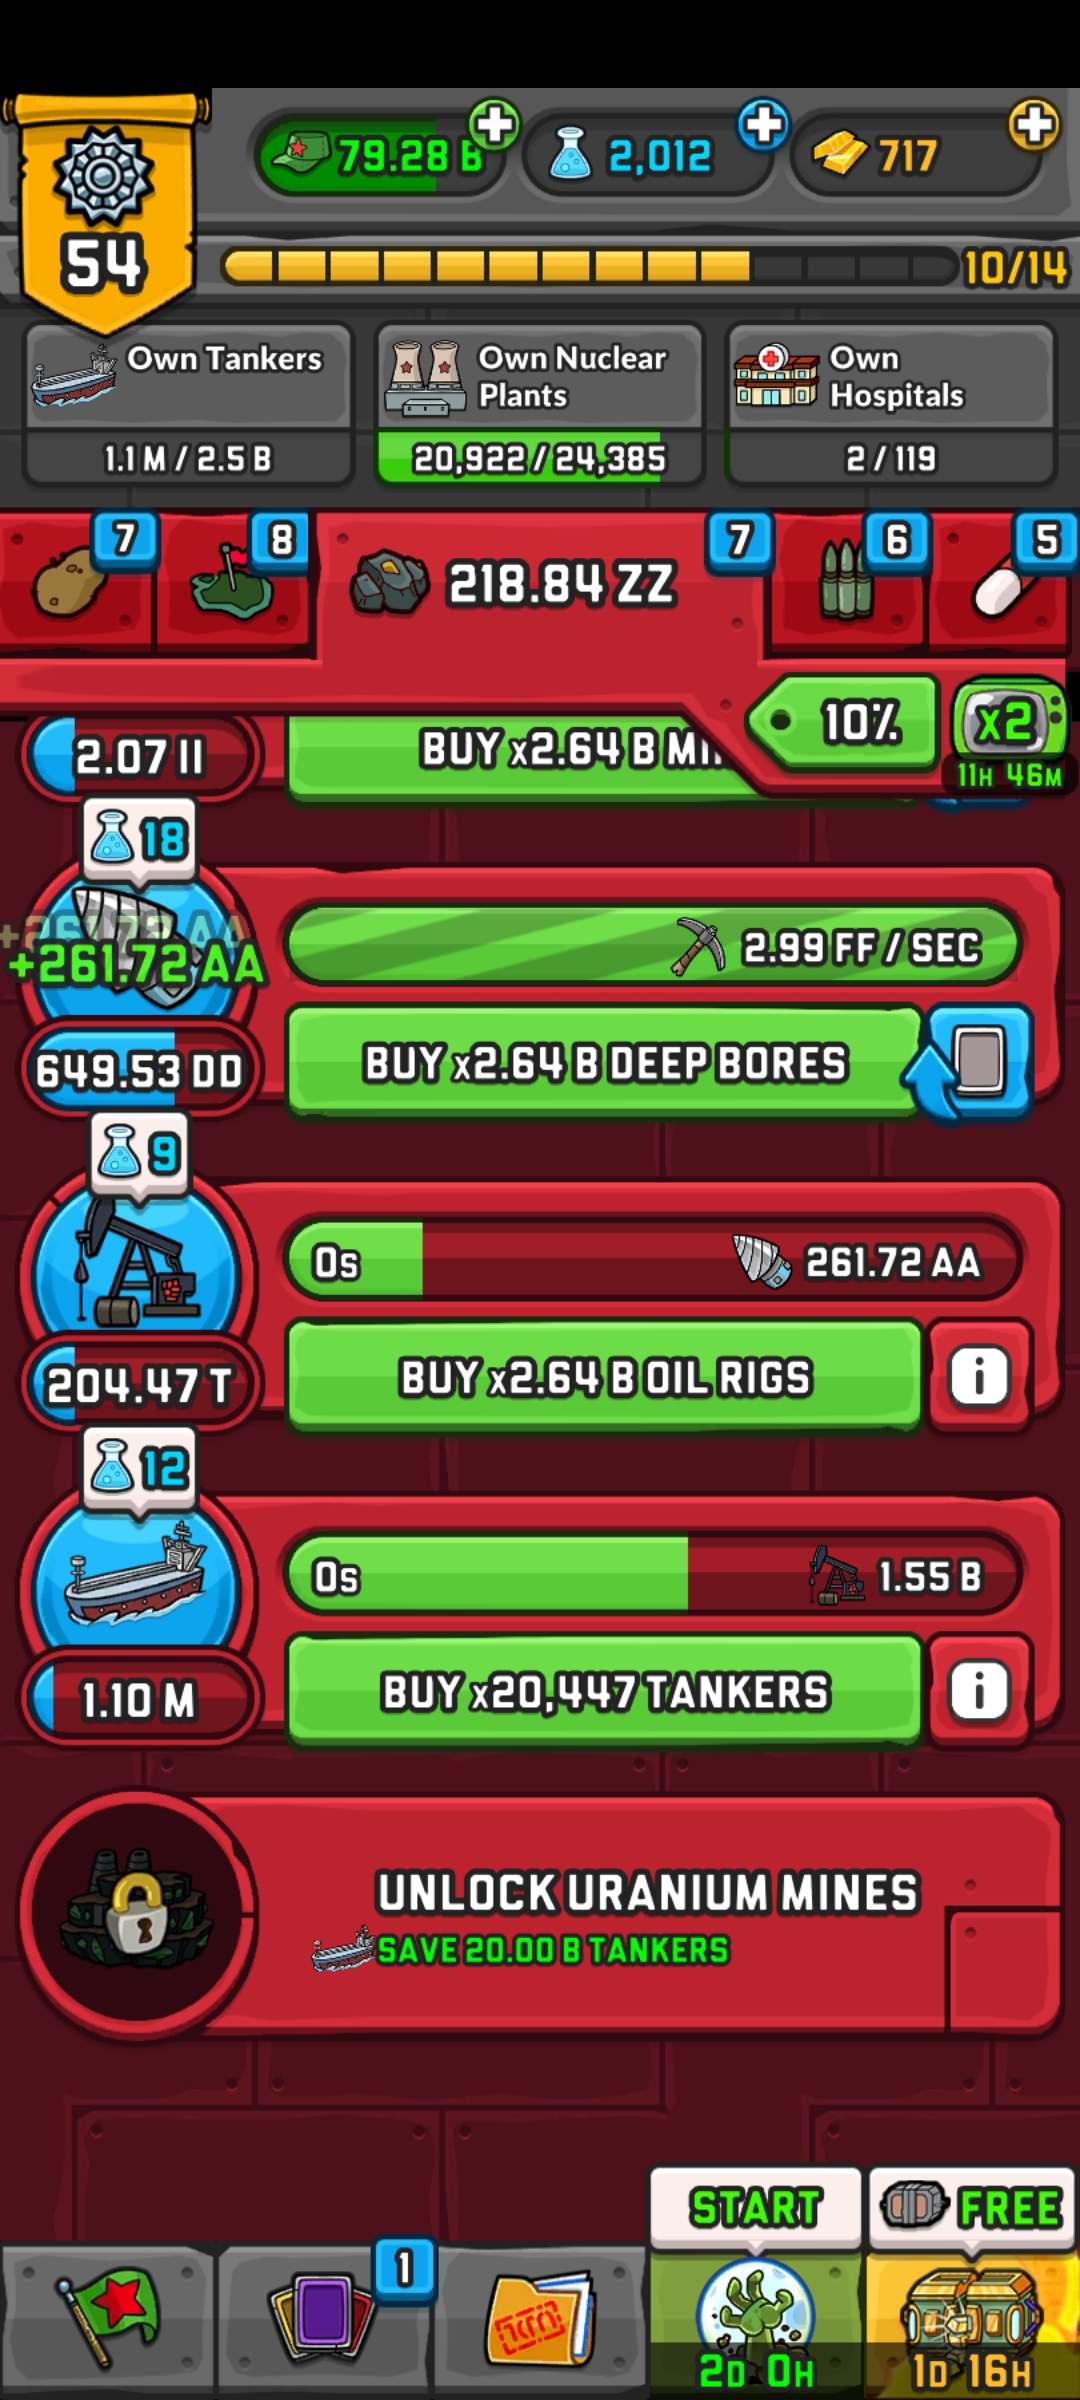 79.28 B
2,012
717
54
10/14
Own Tankers
1.1 M / 2.5 B
Own Nuclear
Plants
20,922 / 24,385
Own
Hospitals
2 / 119
7
8
218.84 ZZ
7
6
5
10%
x2
11H 46M
2.07 II
BUY x2.64 B
18
+261.72 AA
+261.72 AA
2.99 FF / SEC
649.53 DD
BUY x2.64 B DEEP BORES
9
0s
261.72 AA
204.47 T
BUY x2.64 B OIL RIGS
i
12
0s
1.55 B
1.10 M
BUY x20,447 TANKERS
i
UNLOCK URANIUM MINES
SAVE 20.00 B TANKERS
START
FREE
1
2D 0H
1D 16H